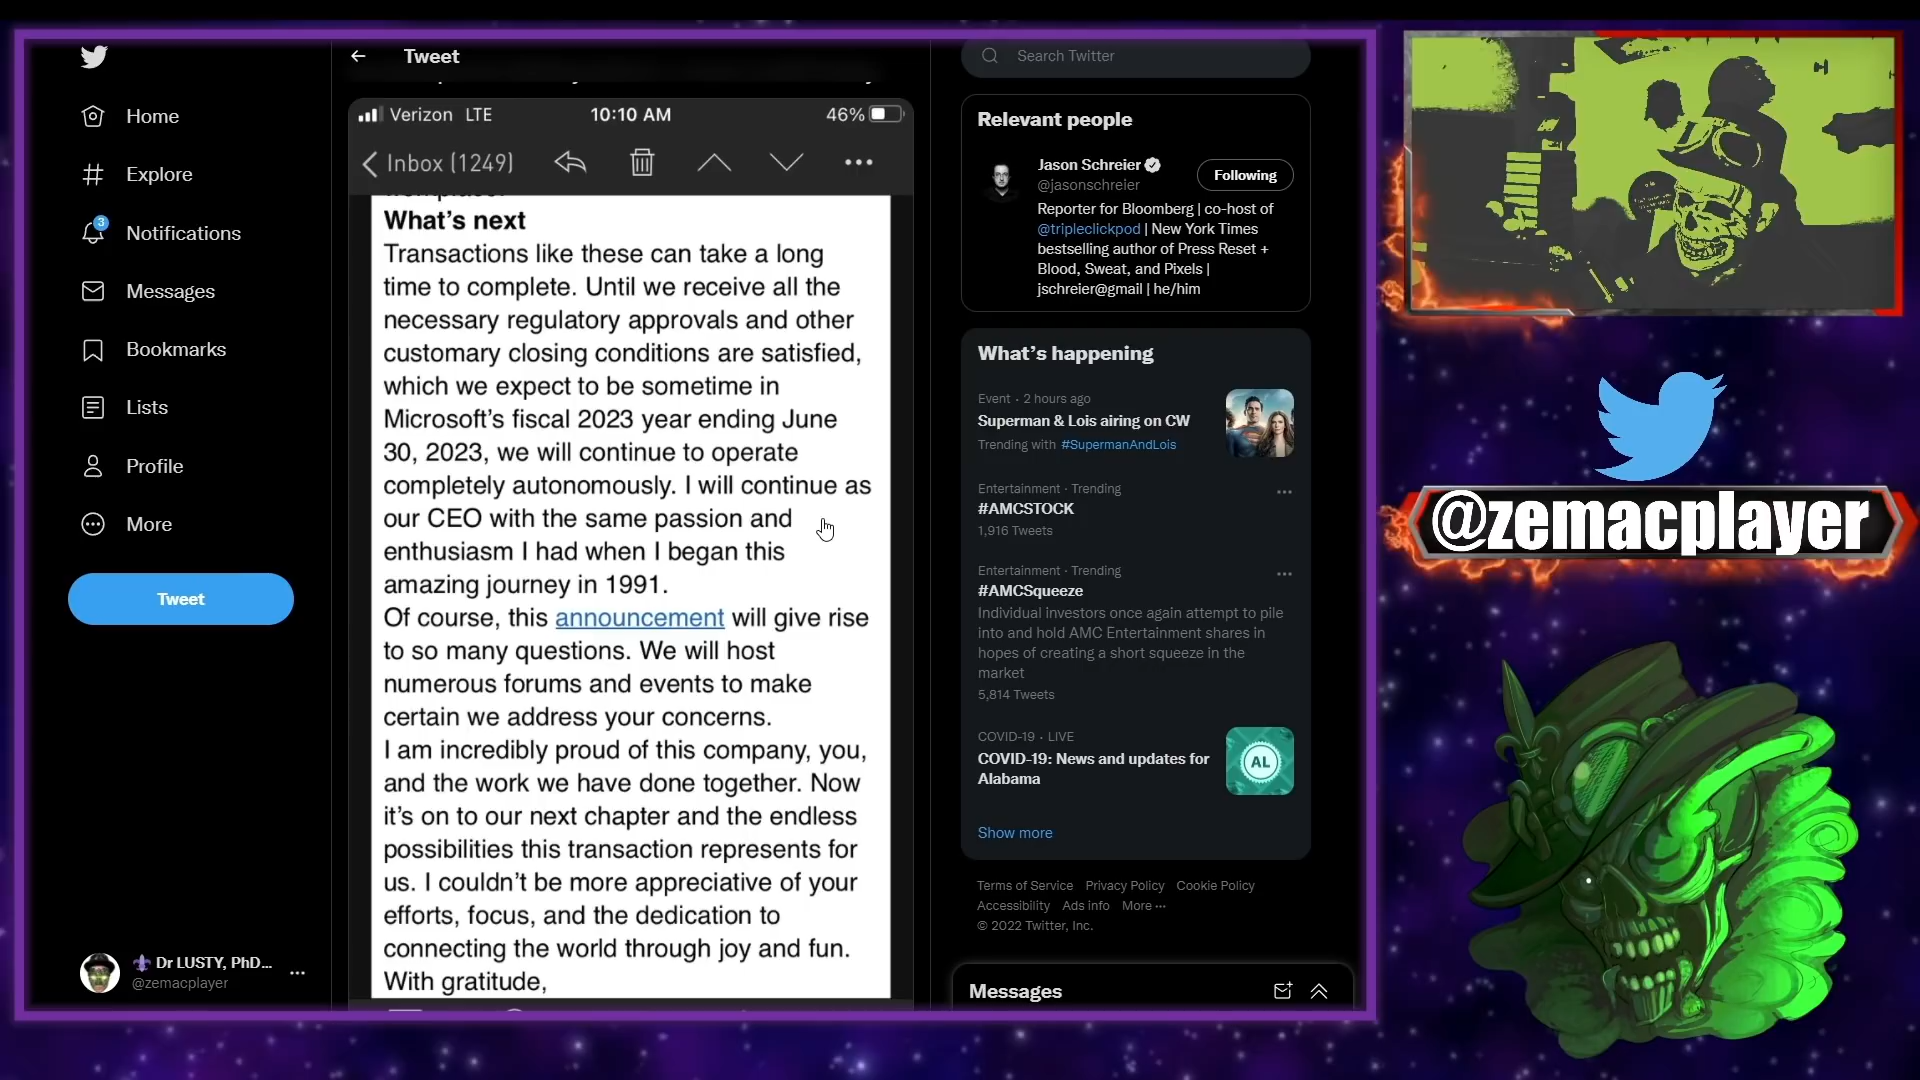 Tweet
Home
Explore
3
Notifications
Messages
Bookmarks
Lists
Profile
More
Tweet
Dr LUSTY, PhD...
@zemacplayer
Verizon LTE 10:10 AM 46%
Inbox (1249)
What's next
Transactions like these can take a long
time to complete. Until we receive all the
necessary regulatory approvals and other
customary closing conditions are satisfied,
which we expect to be sometime in
Microsoft's fiscal 2023 year ending June
30, 2023, we will continue to operate
completely autonomously. I will continue as
our CEO with the same passion and
enthusiasm I had when I began this
amazing journey in 1991.
Of course, this announcement will give rise
to so many questions. We will host
numerous forums and events to make
certain we address your concerns.
I am incredibly proud of this company, you,
and the work we have done together. Now
it's on to our next chapter and the endless
possibilities this transaction represents for
us. I couldn't be more appreciative of your
efforts, focus, and the dedication to
connecting the world through joy and fun.
With gratitude,
Search Twitter
Relevant people
Jason Schreier
@jasonschreier
Following
Reporter for Bloomberg | co-host of
@tripleclickpod | New York Times
bestselling author of Press Reset +
Blood, Sweat, and Pixels |
jschreier@gmail | he/him
What's happening
Event · 2 hours ago
Superman & Lois airing on CW
Trending with #SupermanAndLois
Entertainment · Trending
#AMCSTOCK
1,916 Tweets
Entertainment · Trending
#AMCSqueeze
Individual investors once again attempt to pile
into and hold AMC Entertainment shares in
hopes of creating a short squeeze in the
market
5,814 Tweets
COVID-19 · LIVE
COVID-19: News and updates for
Alabama
AL
Show more
Terms of Service Privacy Policy Cookie Policy
Accessibility Ads info More ···
© 2022 Twitter, Inc.
Messages
@zemacplayer